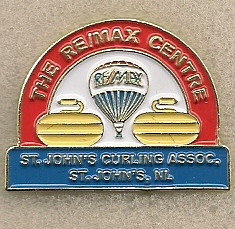 THE RE/MAX CENTRE
RE/MAX
ST. JOHN'S CURLING ASSOC.
ST. JOHN'S, NL